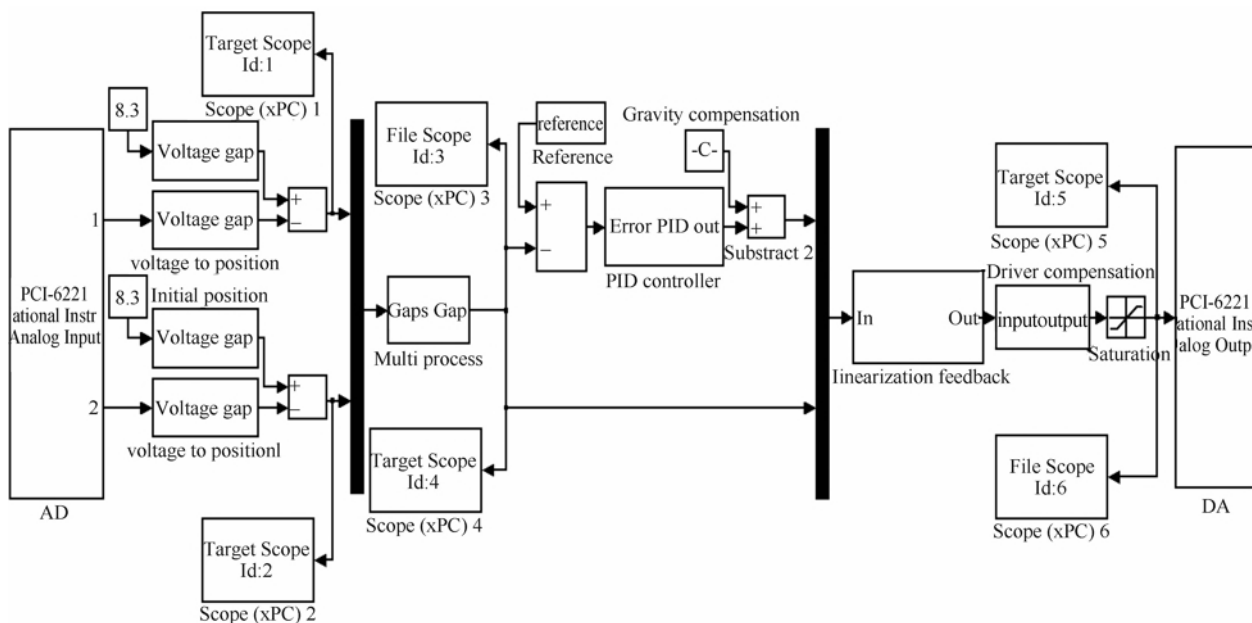 Target Scope
Id:1
Scope (xPC) 1
8.3
Voltage gap
+
−
1
Voltage gap
voltage to position
PCI-6221
ational Instr
Analog Input
8.3
Initial position
Voltage gap
+
−
2
Voltage gap
voltage to positionl
AD
Target Scope
Id:2
Scope (xPC) 2
File Scope
Id:3
Scope (xPC) 3
Gaps Gap
Multi process
Target Scope
Id:4
Scope (xPC) 4
reference
Reference
+
−
Error PID out
PID controller
Gravity compensation
-C-
+
+
Substract 2
In
Out
Iinearization feedback
Driver compensation
inputoutput
Saturation
Target Scope
Id:5
Scope (xPC) 5
File Scope
Id:6
Scope (xPC) 6
PCI-6221
ational Ins
alog Outp
DA